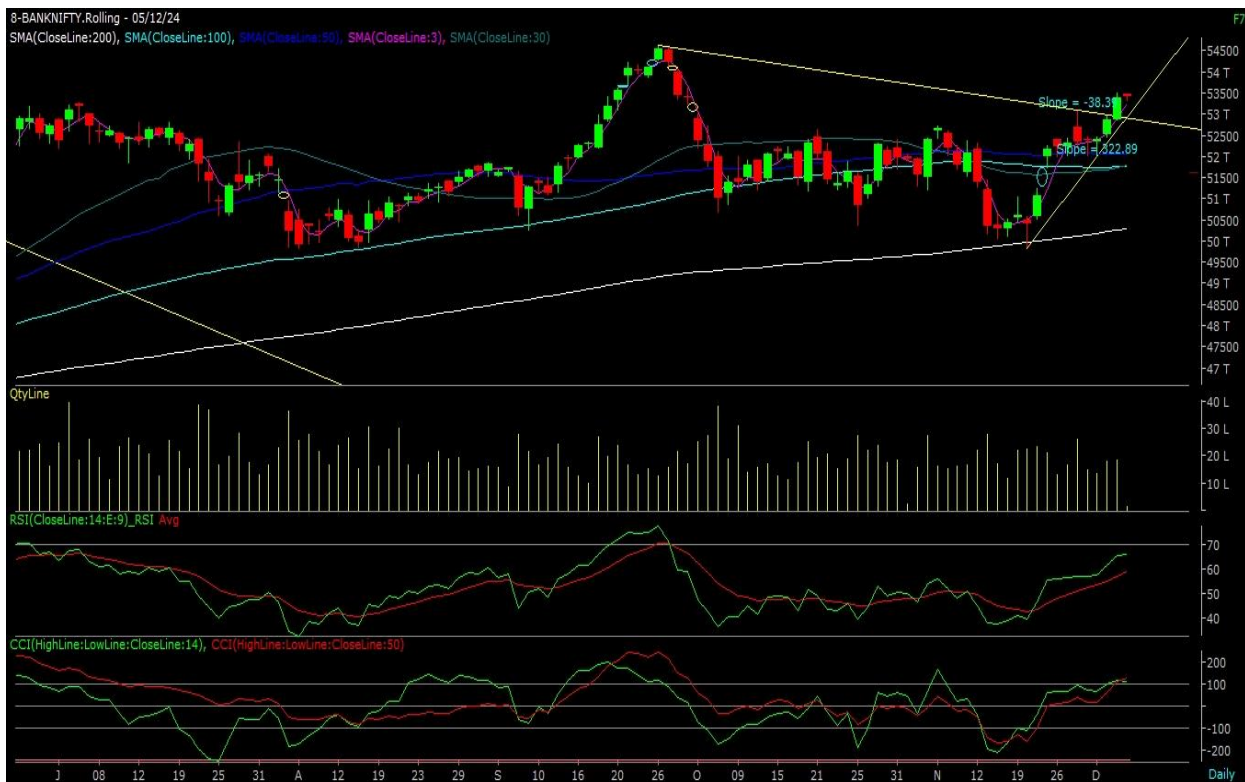 8-BANKNIFTY.Rolling - 05/12/24
F7
SMA(CloseLine:200), SMA(CloseLine:100), SMA(CloseLine:50), SMA(CloseLine:3), SMA(CloseLine:30)
54500
54 T
53500
Slope = -38.39
53 T
52500
Slope = 322.89
52 T
51500
51 T
50500
50 T
49500
49 T
48500
48 T
47500
47 T
QtyLine
40 L
30 L
20 L
10 L
RSI(CloseLine:14:E:9)_RSI Avg
70
60
50
40
CCI(HighLine:LowLine:CloseLine:14), CCI(HighLine:LowLine:CloseLine:50)
200
100
0
-100
-200
J 08 12 19 25 31 A 12 19 23 29 S 10 16 20 26 O 09 15 21 25 31 N 11 13 19 26 D Daily